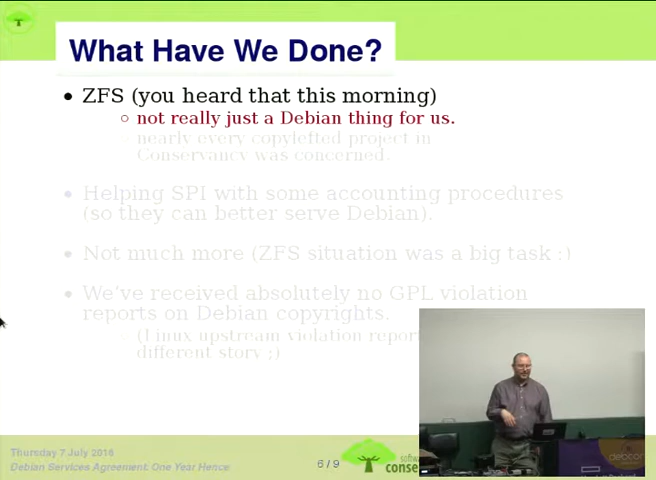 What Have We Done?
• ZFS (you heard that this morning)
○ not really just a Debian thing for us.
○ nearly every copylefted project in
Conservancy was concerned.
• Helping SPI with some accounting procedures
(so they can better serve Debian).
• Not much more (ZFS situation was a big task :)
• We've received absolutely no GPL violation
reports on Debian copyrights.
○ (Linux upstream violation
different story ;)
Thursday 7 July 2016
Debian Services Agreement: One Year Hence
6 / 9
debcon